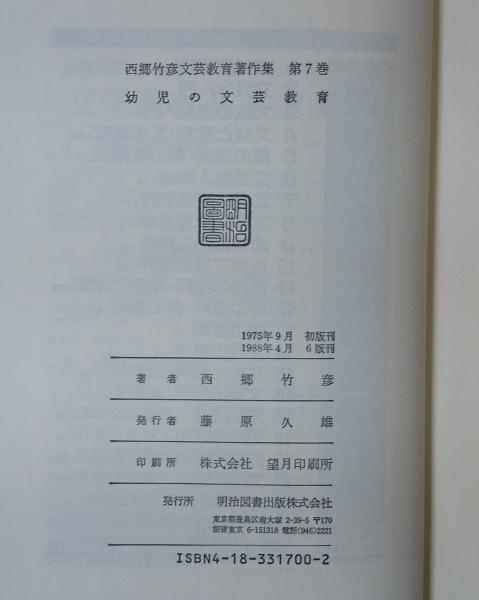 西郷竹彦文芸教育著作集 第7巻
幼児の文芸教育
明治圖書
1975年9月 初版刊
1988年4月 6版刊
著者 西郷竹彦
発行者 藤原久雄
印刷所 株式会社 望月印刷所
発行所 明治図書出版株式会社
東京都豊島区南大塚 2-39-5 〒170
振替東京 6-151318 電話(946)2221
ISBN4-18-331700-2